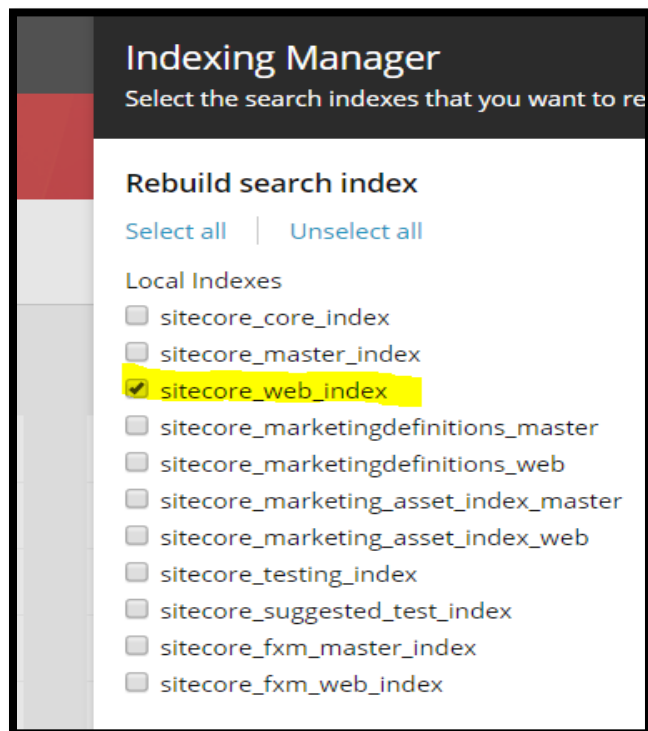 Indexing Manager
Select the search indexes that you want to re
Rebuild search index
Select all Unselect all
Local Indexes
sitecore_core_index
sitecore_master_index
sitecore_web_index
sitecore_marketingdefinitions_master
sitecore_marketingdefinitions_web
sitecore_marketing_asset_index_master
sitecore_marketing_asset_index_web
sitecore_testing_index
sitecore_suggested_test_index
sitecore_fxm_master_index
sitecore_fxm_web_index